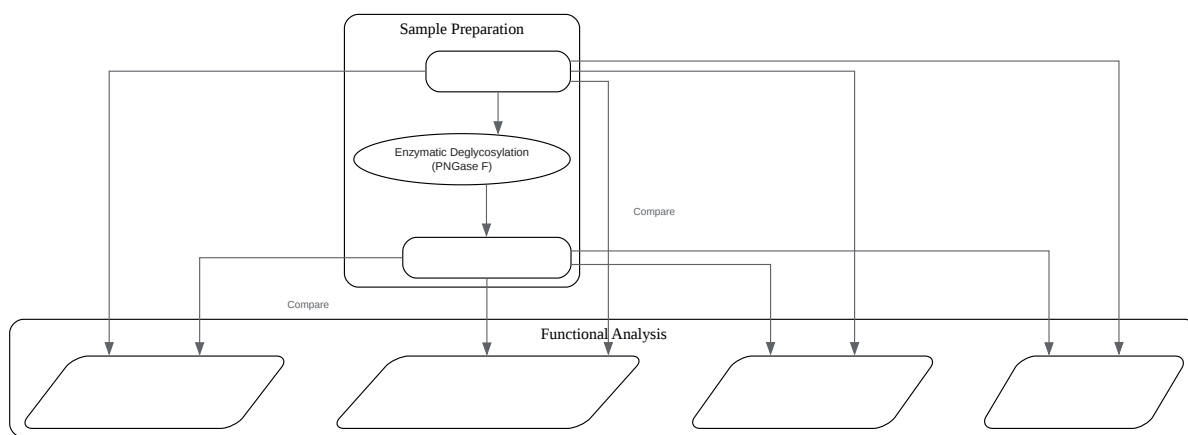 Sample Preparation
Enzymatic Deglycosylation
(PNGase F)
Compare
Compare
Functional Analysis